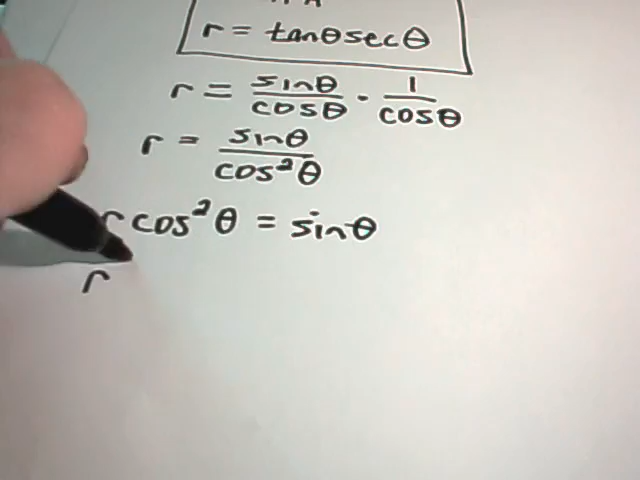 r = tanθsecθ
r = sinθ/cosθ · 1/cosθ
r = sinθ/cos²θ
r cos²θ = sinθ
r